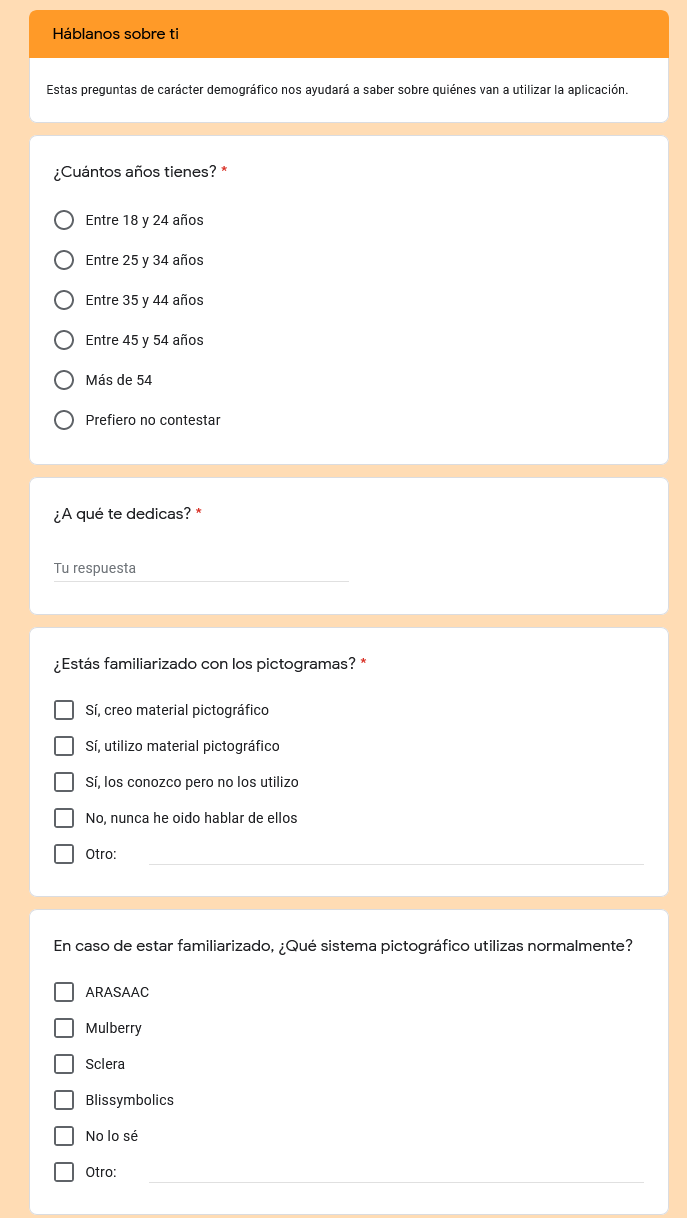 Háblanos sobre ti
Estas preguntas de carácter demográfico nos ayudará a saber sobre quiénes van a utilizar la aplicación.
¿Cuántos años tienes? *
Entre 18 y 24 años
Entre 25 y 34 años
Entre 35 y 44 años
Entre 45 y 54 años
Más de 54
Prefiero no contestar
¿A qué te dedicas? *
Tu respuesta
¿Estás familiarizado con los pictogramas? *
Sí, creo material pictográfico
Sí, utilizo material pictográfico
Sí, los conozco pero no los utilizo
No, nunca he oido hablar de ellos
Otro:
En caso de estar familiarizado, ¿Qué sistema pictográfico utilizas normalmente?
ARASAAC
Mulberry
Sclera
Blissymbolics
No lo sé
Otro: